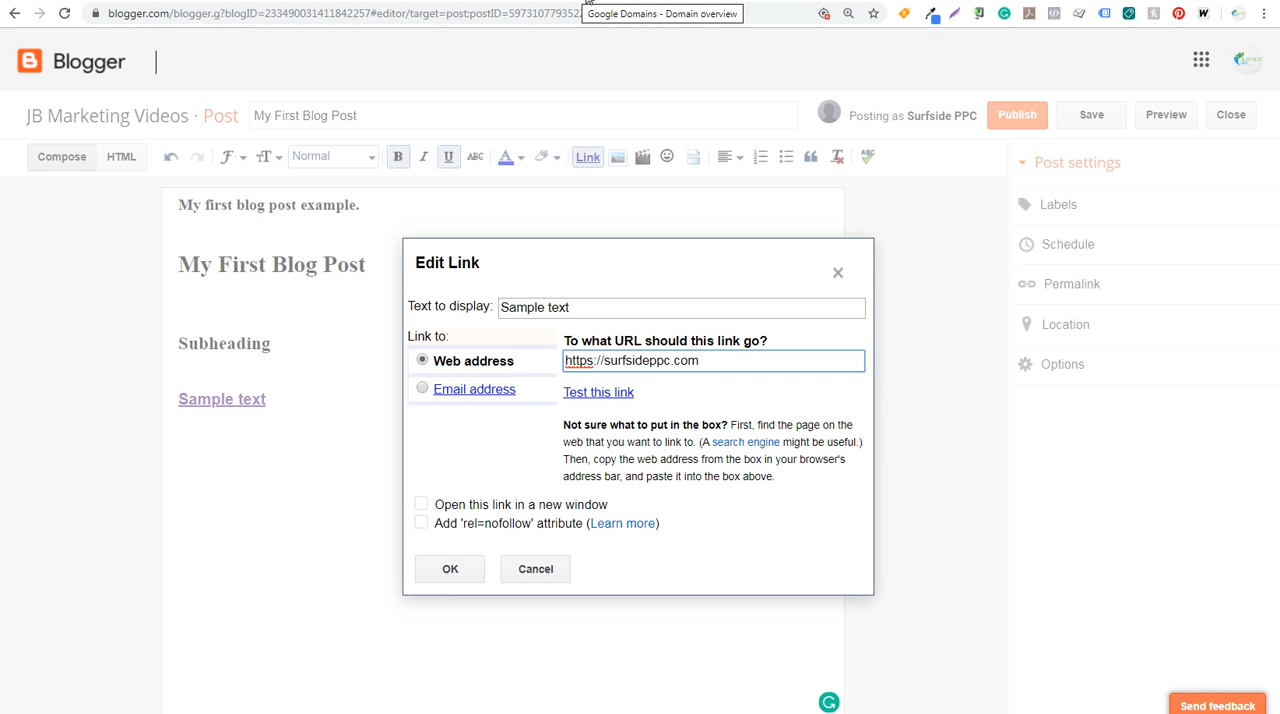 blogger.com/blogger.g?blogID=233490031411842257#editor/target=post;postID=597310779352
Google Domains - Domain overview
Blogger
JB Marketing Videos · Post
My First Blog Post
Posting as Surfside PPC
Publish
Save
Preview
Close
Compose
HTML
Normal
B
I
U
ABC
A
Link
Post settings
Labels
Schedule
Permalink
Location
Options
My first blog post example.
My First Blog Post
Subheading
Sample text
Edit Link
Text to display: Sample text
Link to:
Web address
Email address
To what URL should this link go?
https://surfsideppc.com
Test this link
Not sure what to put in the box? First, find the page on the
web that you want to link to. (A search engine might be useful.)
Then, copy the web address from the box in your browser's
address bar, and paste it into the box above.
Open this link in a new window
Add 'rel=nofollow' attribute (Learn more)
OK
Cancel
Send feedback